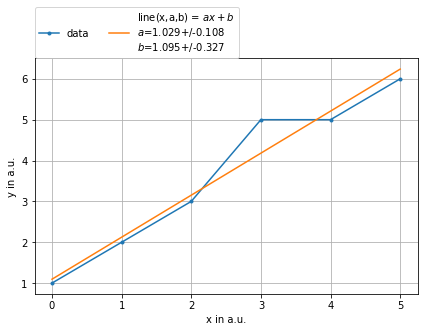 line(x,a,b) = ax + b
data
a=1.029+/-0.108
b=1.095+/-0.327
6
5
4
3
2
1
y in a.u.
0 1 2 3 4 5
x in a.u.